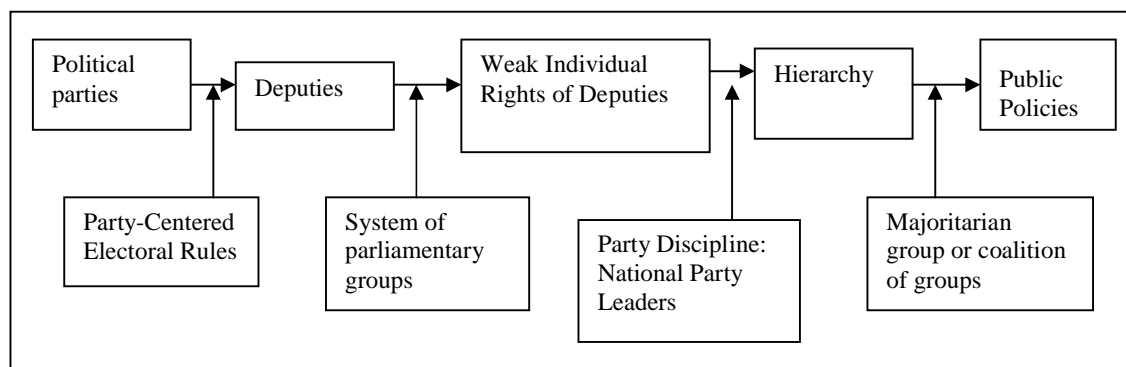 Political
parties
Deputies
Weak Individual
Rights of Deputies
Hierarchy
Public
Policies
Party-Centered
Electoral Rules
System of
parliamentary
groups
Party Discipline:
National Party
Leaders
Majoritarian
group or coalition
of groups